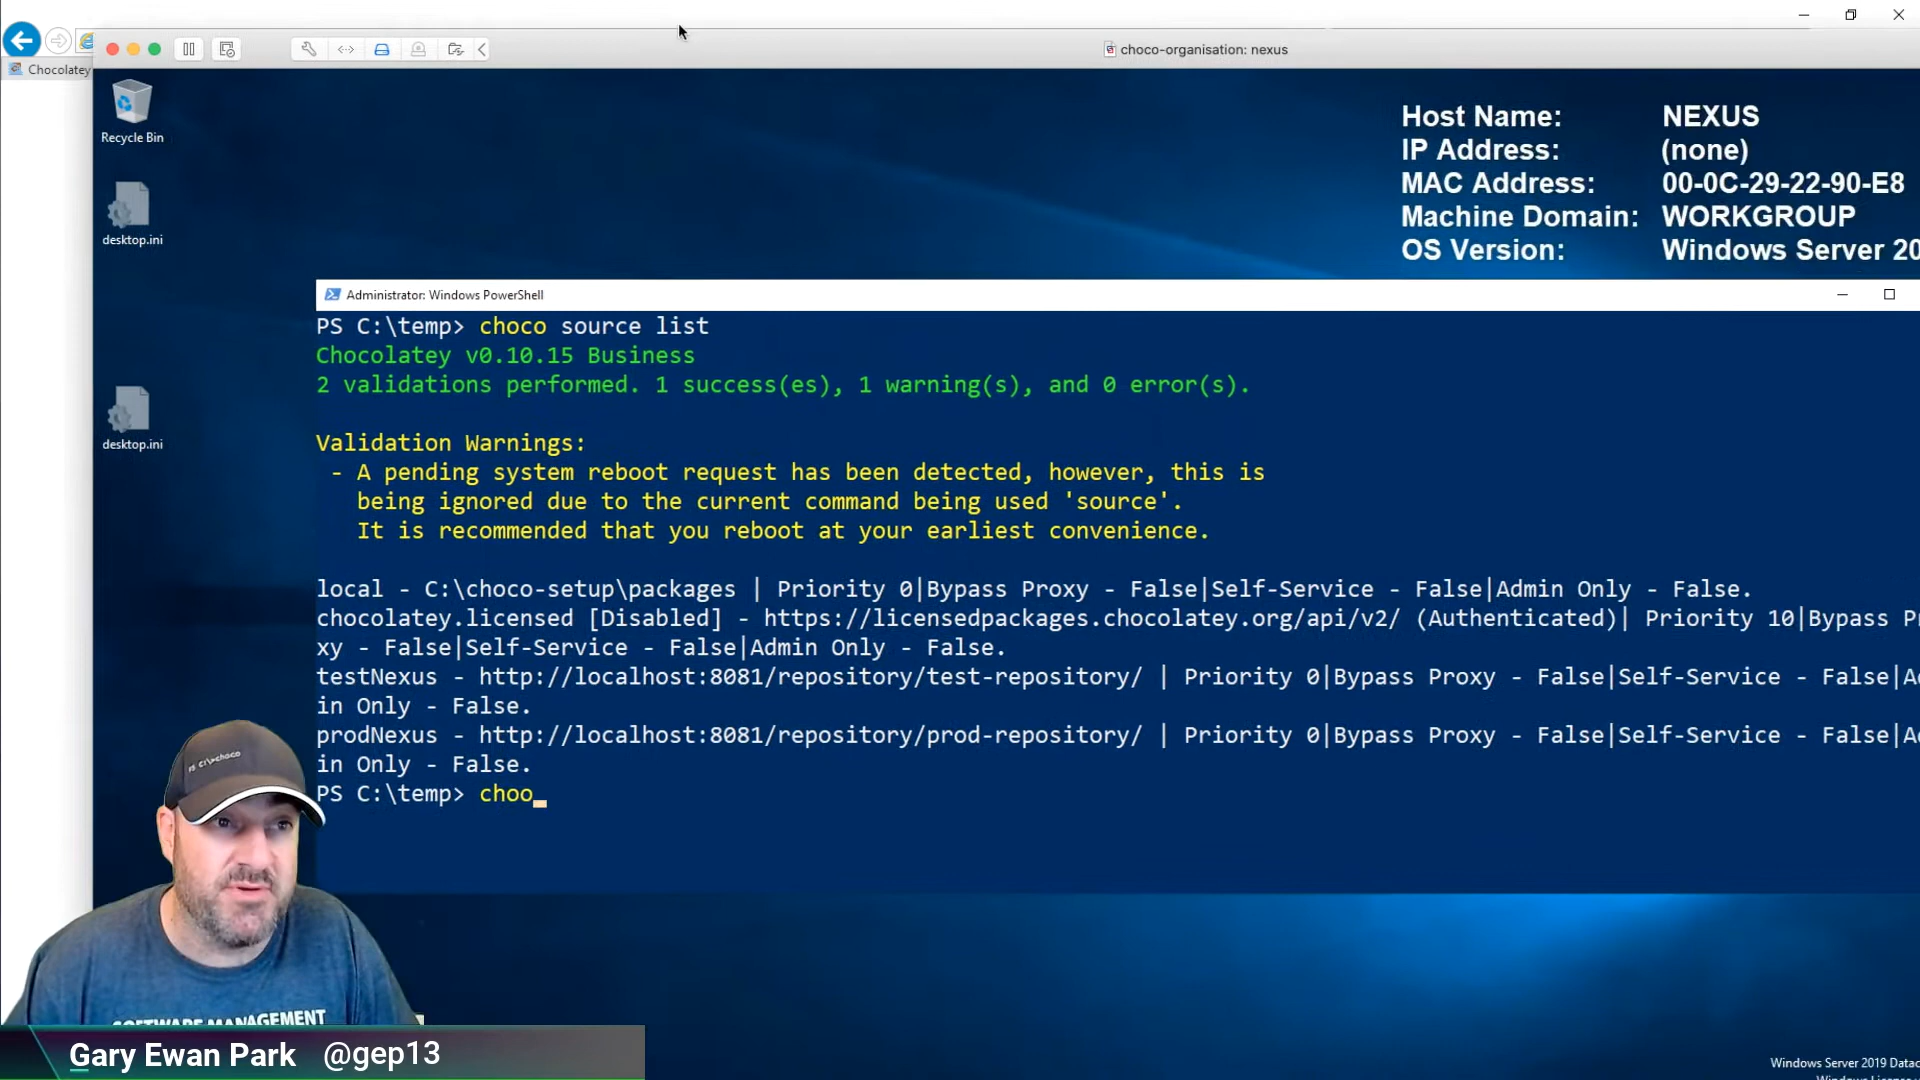 choco-organisation: nexus
Chocolatey
Recycle Bin
desktop.ini
desktop.ini
Host Name: NEXUS
IP Address: (none)
MAC Address: 00-0C-29-22-90-E8
Machine Domain: WORKGROUP
OS Version: Windows Server 20
Administrator: Windows PowerShell
PS C:\temp> choco source list
Chocolatey v0.10.15 Business
2 validations performed. 1 success(es), 1 warning(s), and 0 error(s).
Validation Warnings:
- A pending system reboot request has been detected, however, this is
being ignored due to the current command being used 'source'.
It is recommended that you reboot at your earliest convenience.
local - C:\choco-setup\packages | Priority 0|Bypass Proxy - False|Self-Service - False|Admin Only - False.
chocolatey.licensed [Disabled] - https://licensedpackages.chocolatey.org/api/v2/ (Authenticated)| Priority 10|Bypass Pr
xy - False|Self-Service - False|Admin Only - False.
testNexus - http://localhost:8081/repository/test-repository/ | Priority 0|Bypass Proxy - False|Self-Service - False|A
in Only - False.
prodNexus - http://localhost:8081/repository/prod-repository/ | Priority 0|Bypass Proxy - False|Self-Service - False|A
in Only - False.
PS C:\temp> choo_
PS C:\>choco
SOFTWARE MANAGEMENT
Gary Ewan Park @gep13
Windows Server 2019 Datac